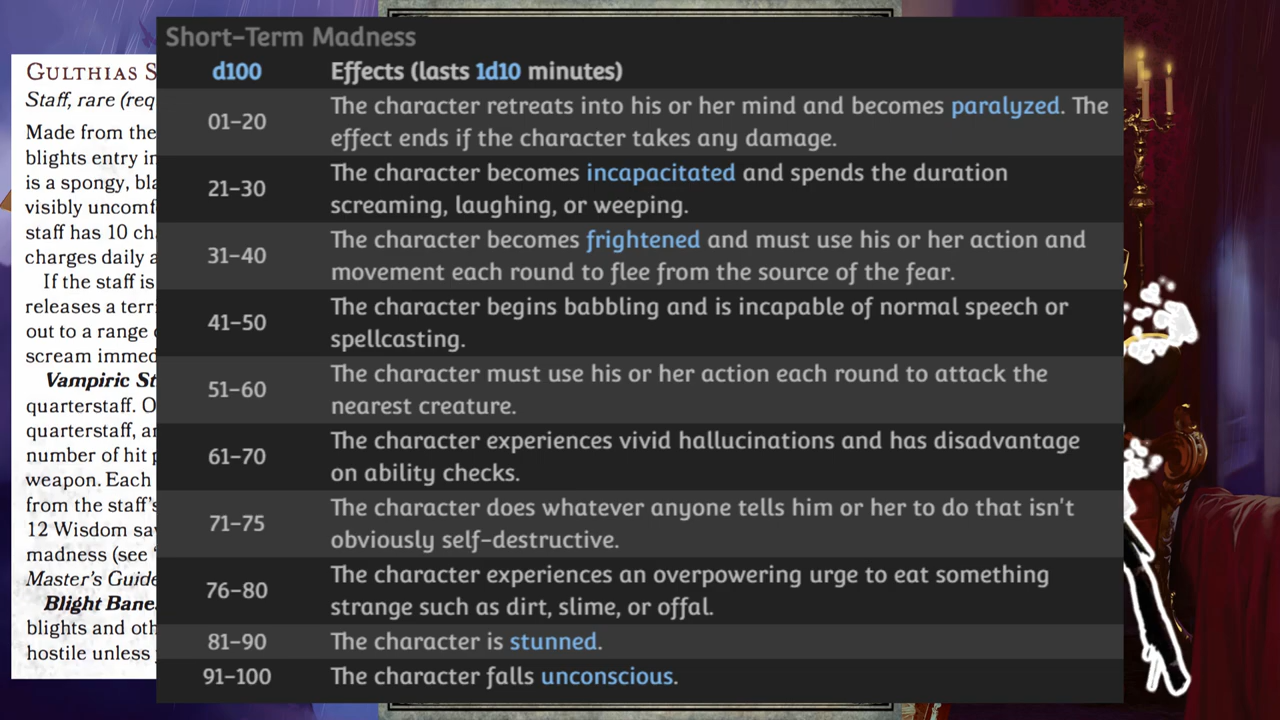 Short-Term Madness
d100 Effects (lasts 1d10 minutes)
01-20 The character retreats into his or her mind and becomes paralyzed. The
effect ends if the character takes any damage.
21-30 The character becomes incapacitated and spends the duration
screaming, laughing, or weeping.
31-40 The character becomes frightened and must use his or her action and
movement each round to flee from the source of the fear.
41-50 The character begins babbling and is incapable of normal speech or
spellcasting.
51-60 The character must use his or her action each round to attack the
nearest creature.
61-70 The character experiences vivid hallucinations and has disadvantage
on ability checks.
71-75 The character does whatever anyone tells him or her to do that isn't
obviously self-destructive.
76-80 The character experiences an overpowering urge to eat something
strange such as dirt, slime, or offal.
81-90 The character is stunned.
91-100 The character falls unconscious.
GULTHIAS S
Staff, rare (req
Made from the
blights entry in
is a spongy, bla
visibly uncomf
staff has 10 ch
charges daily a
If the staff is
releases a terr
out to a range
scream immed
Vampiric St
quarterstaff. O
quarterstaff, a
number of hit p
weapon. Each
from the staff's
12 Wisdom sa
madness (see
Master's Guide
Blight Bane
blights and oth
hostile unless